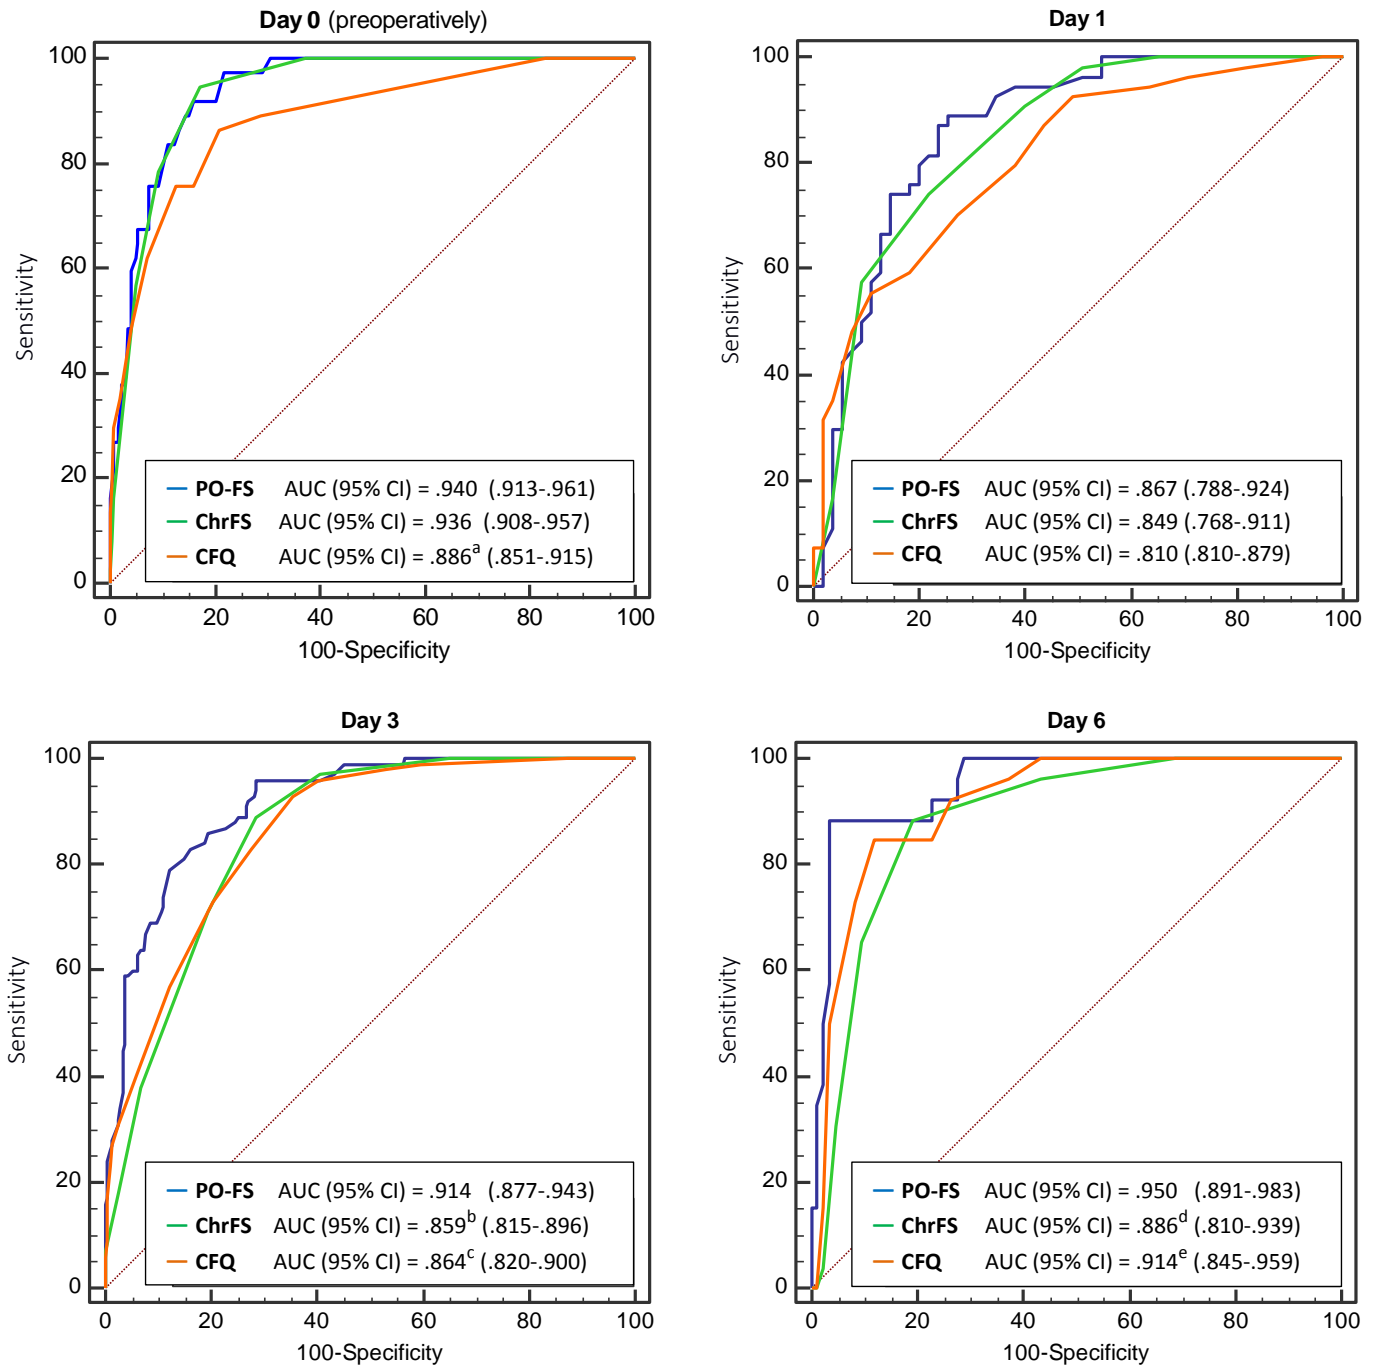 Day 0 (preoperatively)
100
80
60
40
20
0
Sensitivity
PO-FS AUC (95% CI) = .940 (.913-.961)
ChrFS AUC (95% CI) = .936 (.908-.957)
CFQ AUC (95% CI) = .886ᵃ (.851-.915)
0 20 40 60 80 100
100-Specificity
Day 1
100
80
60
40
20
0
Sensitivity
PO-FS AUC (95% CI) = .867 (.788-.924)
ChrFS AUC (95% CI) = .849 (.768-.911)
CFQ AUC (95% CI) = .810 (.810-.879)
0 20 40 60 80 100
100-Specificity
Day 3
100
80
60
40
20
0
Sensitivity
PO-FS AUC (95% CI) = .914 (.877-.943)
ChrFS AUC (95% CI) = .859ᵇ (.815-.896)
CFQ AUC (95% CI) = .864ᶜ (.820-.900)
0 20 40 60 80 100
100-Specificity
Day 6
100
80
60
40
20
0
Sensitivity
PO-FS AUC (95% CI) = .950 (.891-.983)
ChrFS AUC (95% CI) = .886ᵈ (.810-.939)
CFQ AUC (95% CI) = .914ᵉ (.845-.959)
0 20 40 60 80 100
100-Specificity